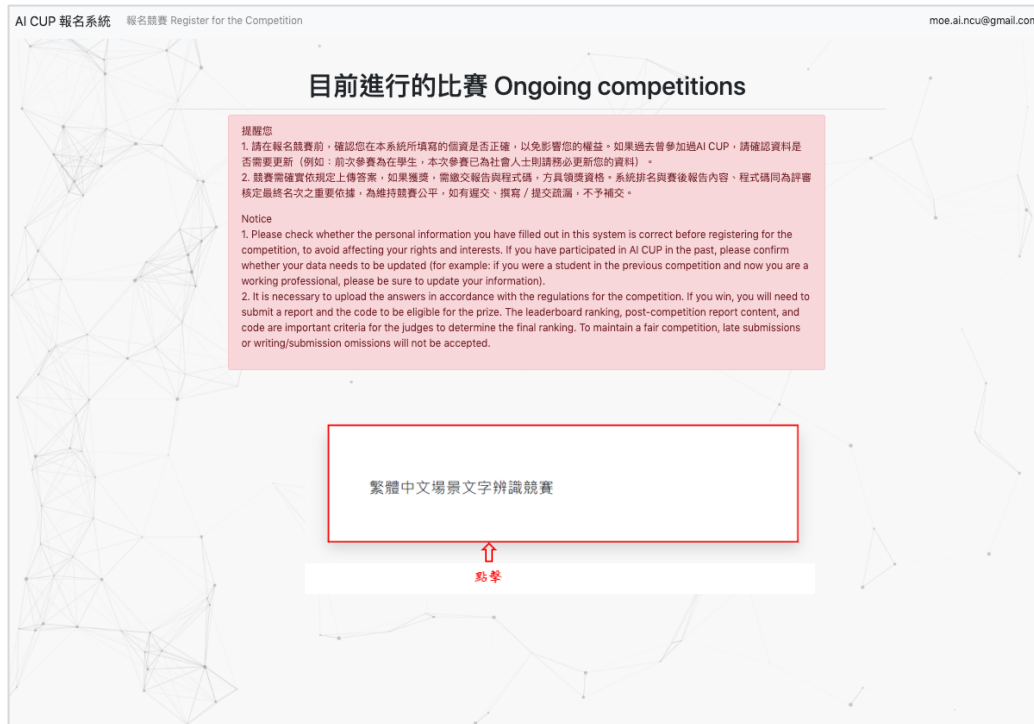 AI CUP 報名系統 報名競賽 Register for the Competition moe.ai.ncu@gmail.com
目前進行的比賽 Ongoing competitions
提醒您
1. 請在報名競賽前，確認您在本系統所填寫的個資是否正確，以免影響您的權益。如果過去曾參加過AI CUP，請確認資料是
否需要更新（例如：前次參賽為在學生，本次參賽已為社會人士則請務必更新您的資料）。
2. 競賽需確實依規定上傳答案，如果獲獎，需繳交報告與程式碼，方具領獎資格。系統排名與賽後報告內容、程式碼同為評審
核定最終名次之重要依據，為維持競賽公平，如有遲交、撰寫 / 提交疏漏，不予補交。
Notice
1. Please check whether the personal information you have filled out in this system is correct before registering for the
competition, to avoid affecting your rights and interests. If you have participated in AI CUP in the past, please confirm
whether your data needs to be updated (for example: if you were a student in the previous competition and now you are a
working professional, please be sure to update your information).
2. It is necessary to upload the answers in accordance with the regulations for the competition. If you win, you will need to
submit a report and the code to be eligible for the prize. The leaderboard ranking, post-competition report content, and
code are important criteria for the judges to determine the final ranking. To maintain a fair competition, late submissions
or writing/submission omissions will not be accepted.
繁體中文場景文字辨識競賽
點擊